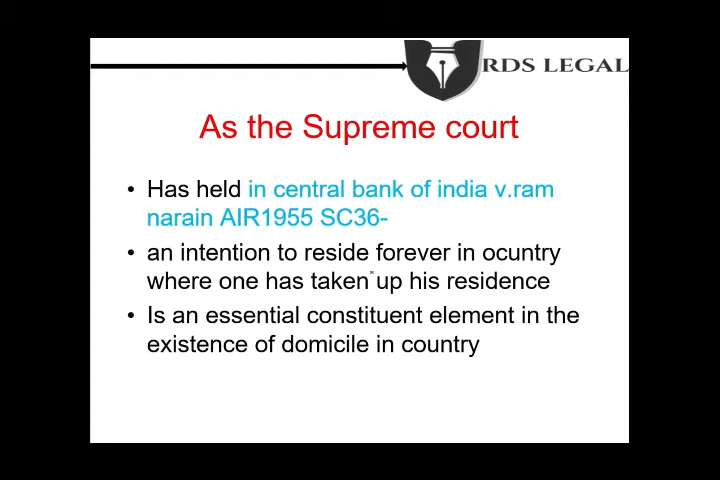 RDS LEGAL
As the Supreme court
• Has held in central bank of india v.ram
narain AIR1955 SC36-
• an intention to reside forever in ocuntry
where one has taken up his residence
• Is an essential constituent element in the
existence of domicile in country